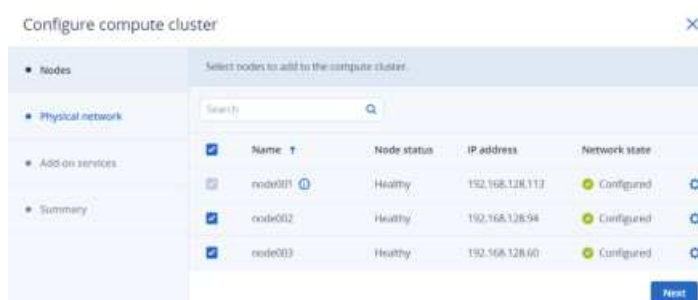 Configure compute cluster
Nodes
Select nodes to add to the compute cluster.
Physical network
Search
Name Node status IP address Network state
Add-on services
node001 Healthy 192.168.128.113 Configured
Summary
node002 Healthy 192.168.128.94 Configured
node003 Healthy 192.168.128.60 Configured
Next